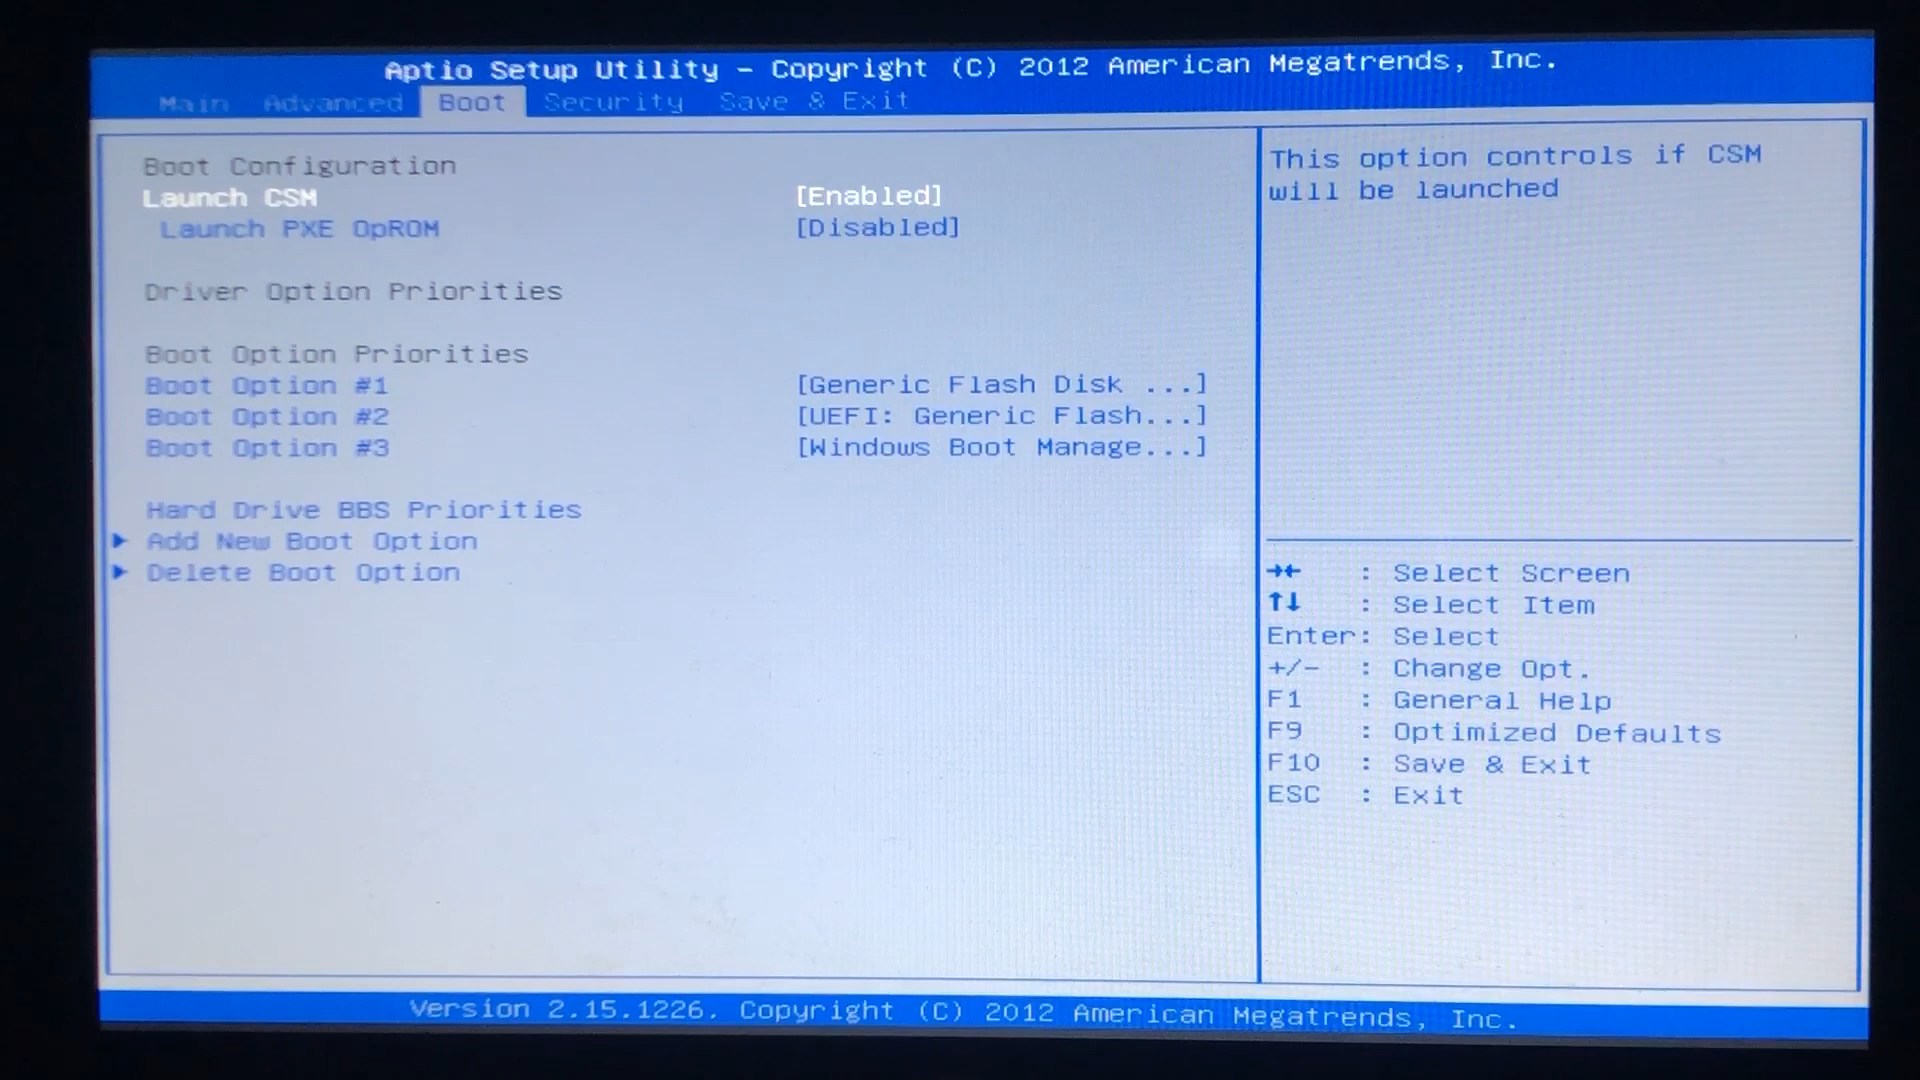 Aptio Setup Utility - Copyright (C) 2012 American Megatrends, Inc.
Main Advanced Boot Security Save & Exit
Boot Configuration
Launch CSM [Enabled]
Launch PXE OpROM [Disabled]
Driver Option Priorities
Boot Option Priorities
Boot Option #1 [Generic Flash Disk ...]
Boot Option #2 [UEFI: Generic Flash...]
Boot Option #3 [Windows Boot Manage...]
Hard Drive BBS Priorities
Add New Boot Option
Delete Boot Option
This option controls if CSM
will be launched
→← : Select Screen
↑↓ : Select Item
Enter: Select
+/- : Change Opt.
F1 : General Help
F9 : Optimized Defaults
F10 : Save & Exit
ESC : Exit
Version 2.15.1226. Copyright (C) 2012 American Megatrends, Inc.